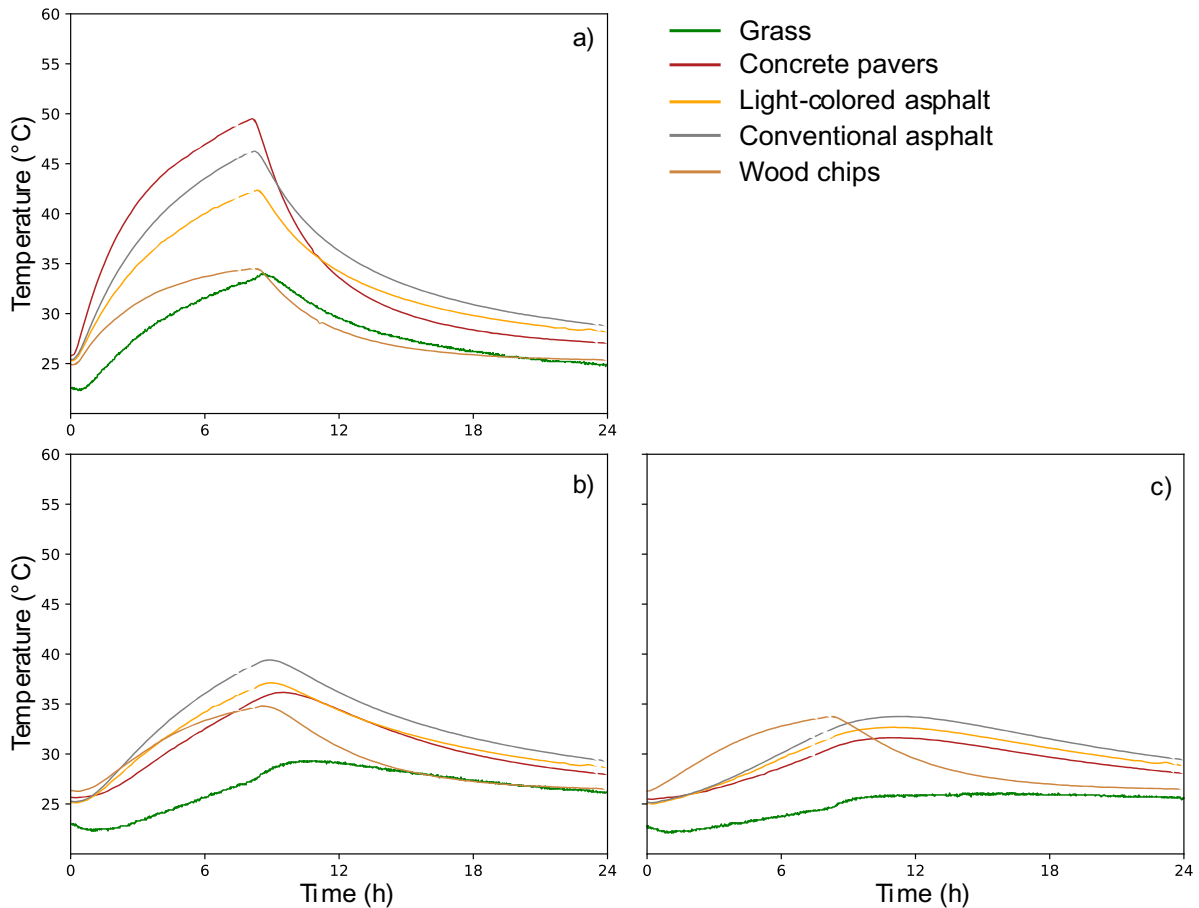 60
55
50
45
40
35
30
25
Temperature (°C)
a)
0 6 12 18 24
Grass
Concrete pavers
Light-colored asphalt
Conventional asphalt
Wood chips
60
55
50
45
40
35
30
25
Temperature (°C)
b)
0 6 12 18 24
Time (h)
c)
0 6 12 18 24
Time (h)